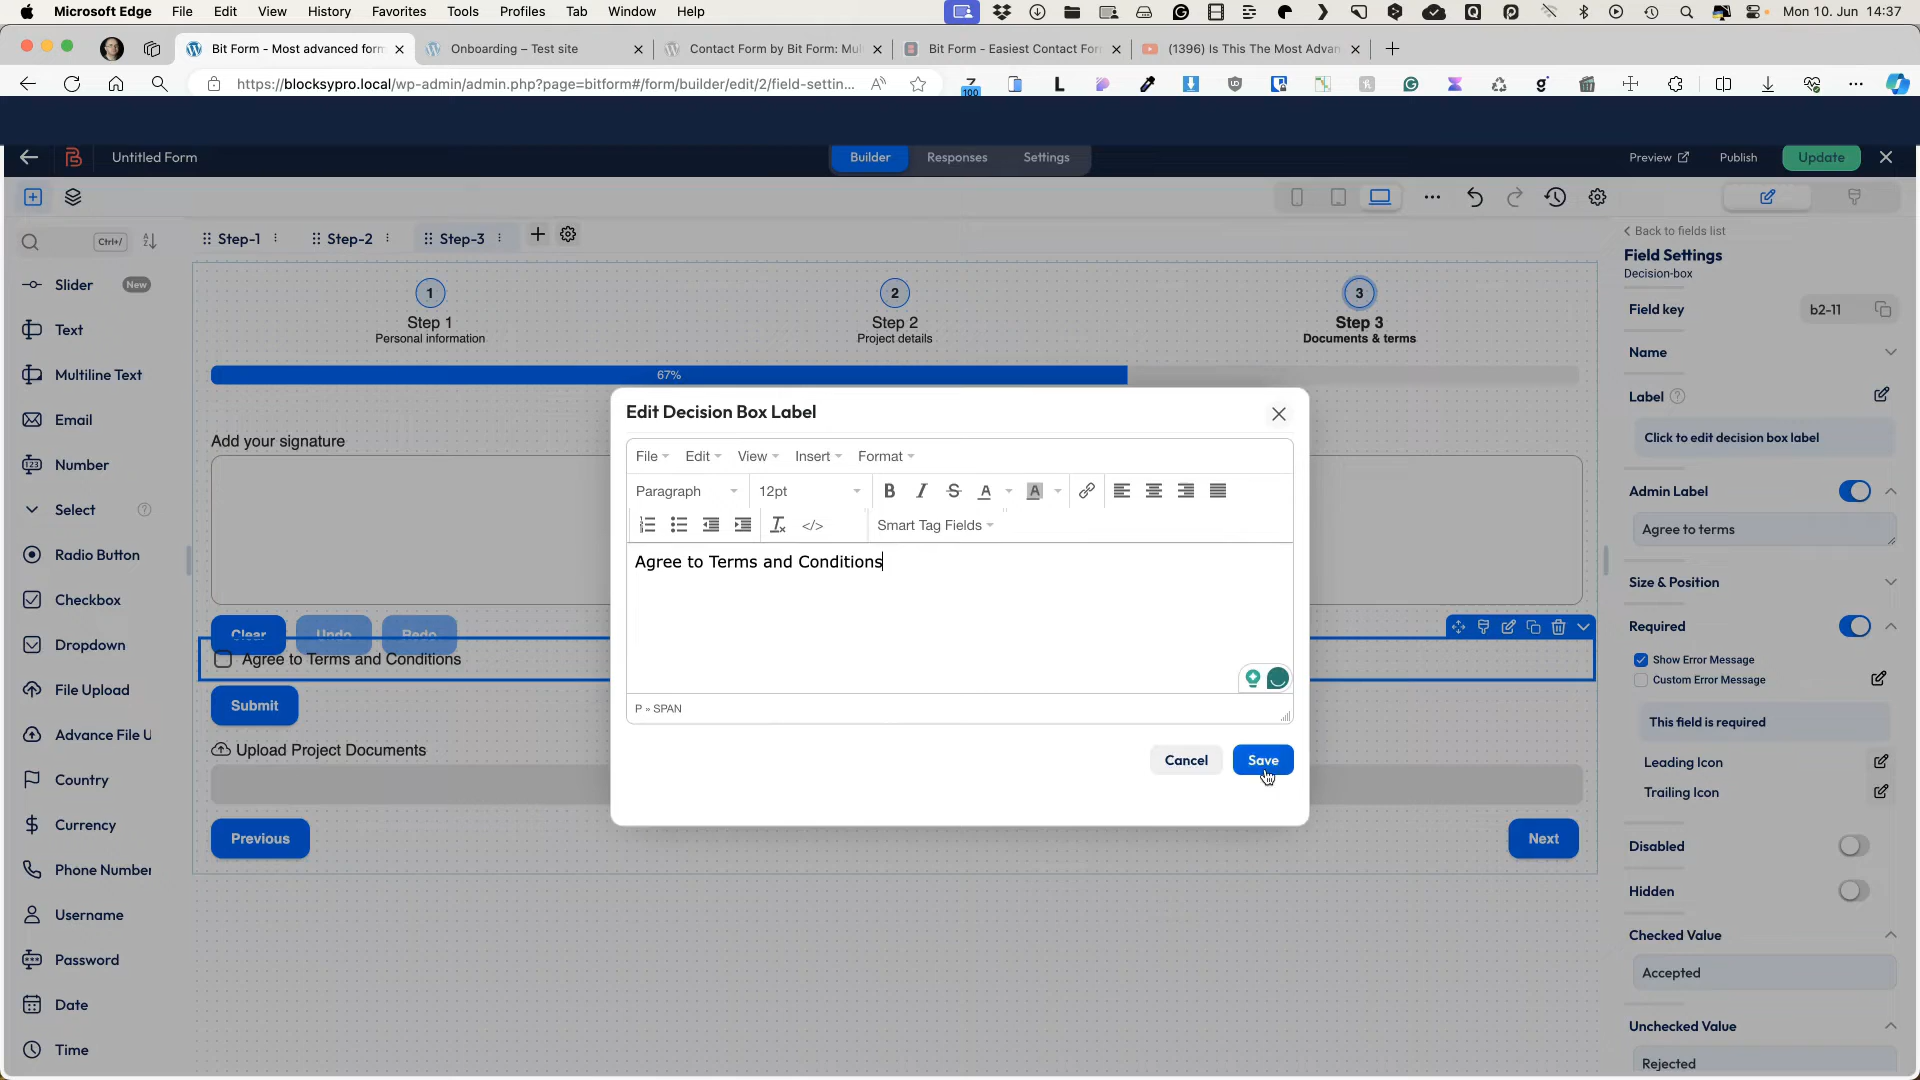 Microsoft Edge File Edit View History Favorites Tools Profiles Tab Window Help Mon 10. Jun 14:37
Bit Form - Most advanced form Onboarding – Test site Contact Form by Bit Form: Mul Bit Form - Easiest Contact For (1396) Is This The Most Advan
https://blocksypro.local/wp-admin/admin.php?page=bitform#/form/builder/edit/2/field-settin...
100
Untitled Form Builder Responses Settings Preview Publish Update
Ctrl+/
Step-1 Step-2 Step-3
Slider New
Text
Multiline Text
Email
Number
Select
Radio Button
Checkbox
Dropdown
File Upload
Advance File U
Country
Currency
Phone Number
Username
Password
Date
Time
1 2 3
Step 1 Step 2 Step 3
Personal information Project details Documents & terms
67%
Add your signature
Clear Undo Redo
Agree to Terms and Conditions
Submit
Upload Project Documents
Previous Next
Edit Decision Box Label
File Edit View Insert Format
Paragraph 12pt B I S A A
Smart Tag Fields
Agree to Terms and Conditions
P » SPAN
Cancel Save
Back to fields list
Field Settings
Decision-box
Field key b2-11
Name
Label
Click to edit decision box label
Admin Label
Agree to terms
Size & Position
Required
Show Error Message
Custom Error Message
This field is required
Leading Icon
Trailing Icon
Disabled
Hidden
Checked Value
Accepted
Unchecked Value
Rejected